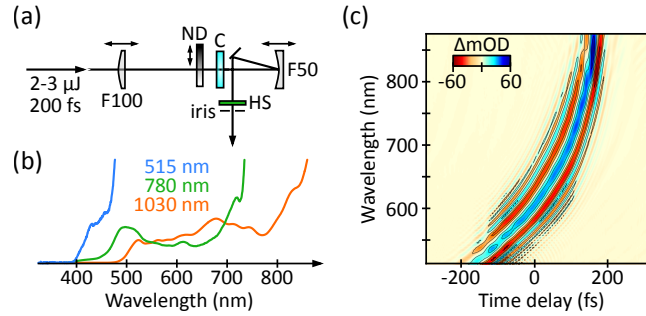 (a)
ND
C
F50
2-3 µJ
200 fs
F100
iris
HS
(b)
515 nm
780 nm
1030 nm
400 500 600 700 800
Wavelength (nm)
(c)
ΔmOD
-60 60
Wavelength (nm)
800
700
600
-200 0 200
Time delay (fs)